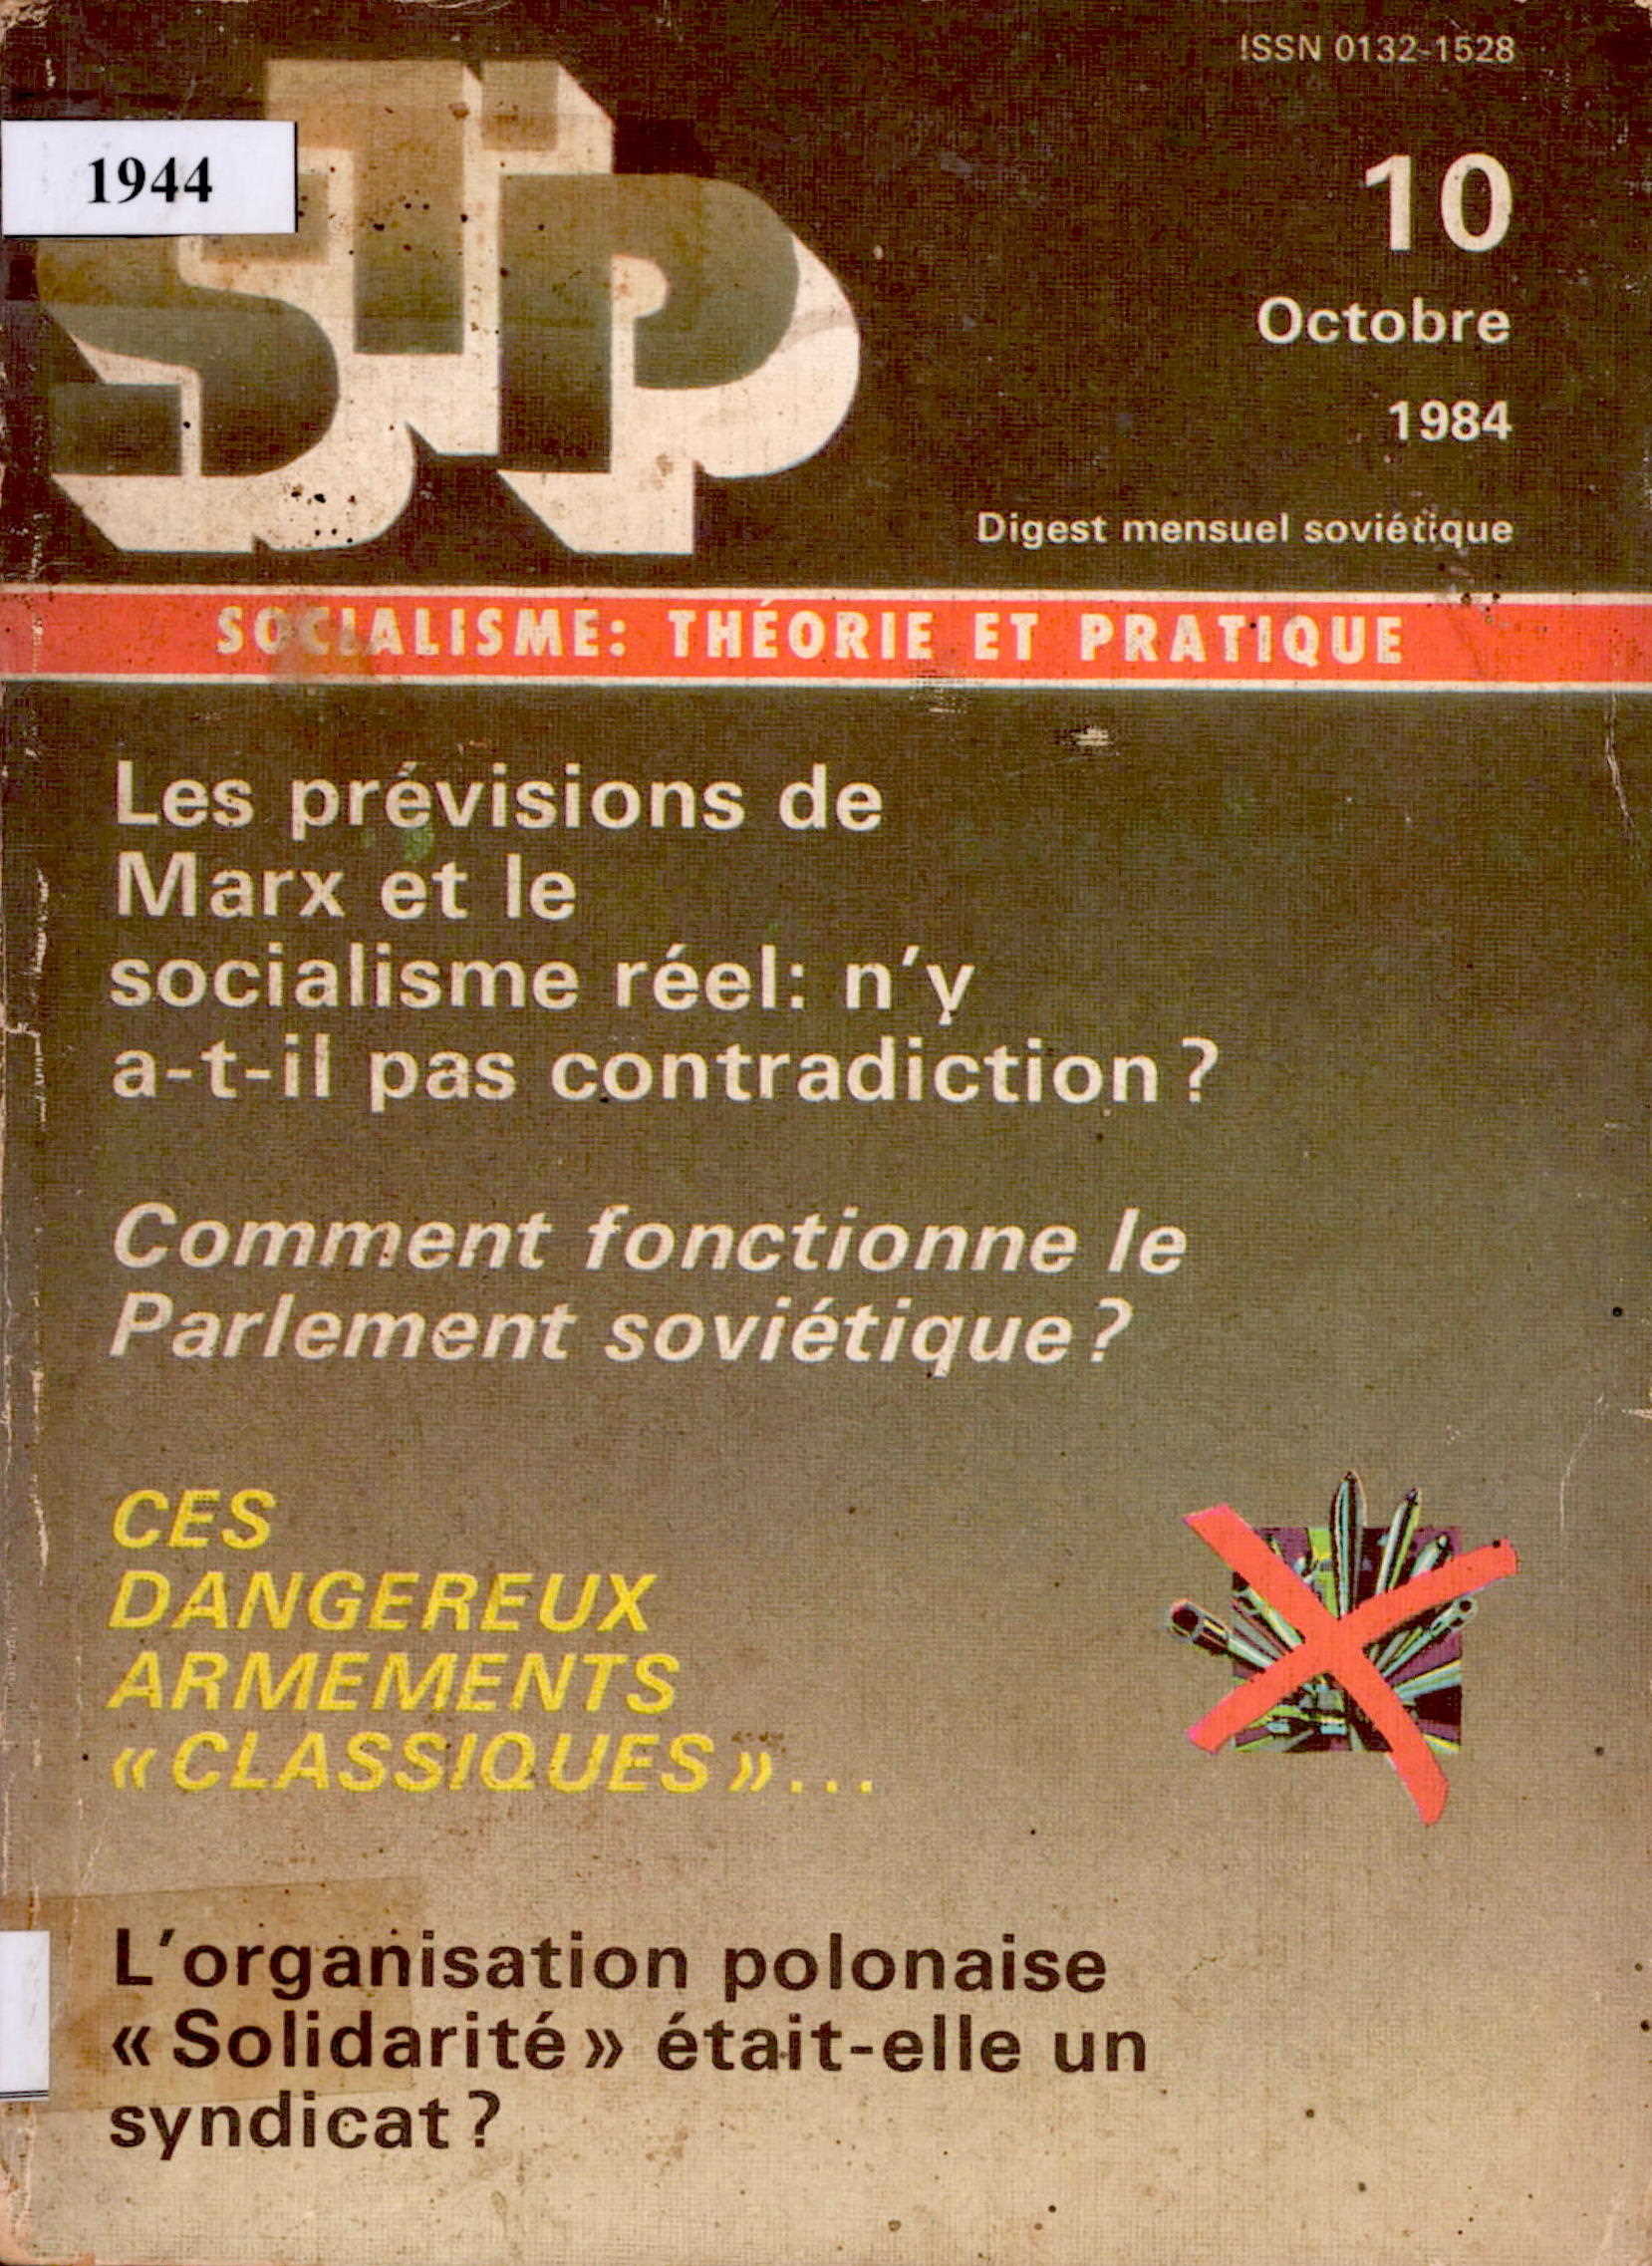 ISSN 0132-1528
1944
STP
10
Octobre
1984
Digest mensuel soviétique
SOCIALISME: THÉORIE ET PRATIQUE
Les prévisions de
Marx et le
socialisme réel: n'y
a-t-il pas contradiction ?
Comment fonctionne le
Parlement soviétique ?
CES
DANGEREUX
ARMEMENTS
« CLASSIQUES »...
L'organisation polonaise
« Solidarité » était-elle un
syndicat ?